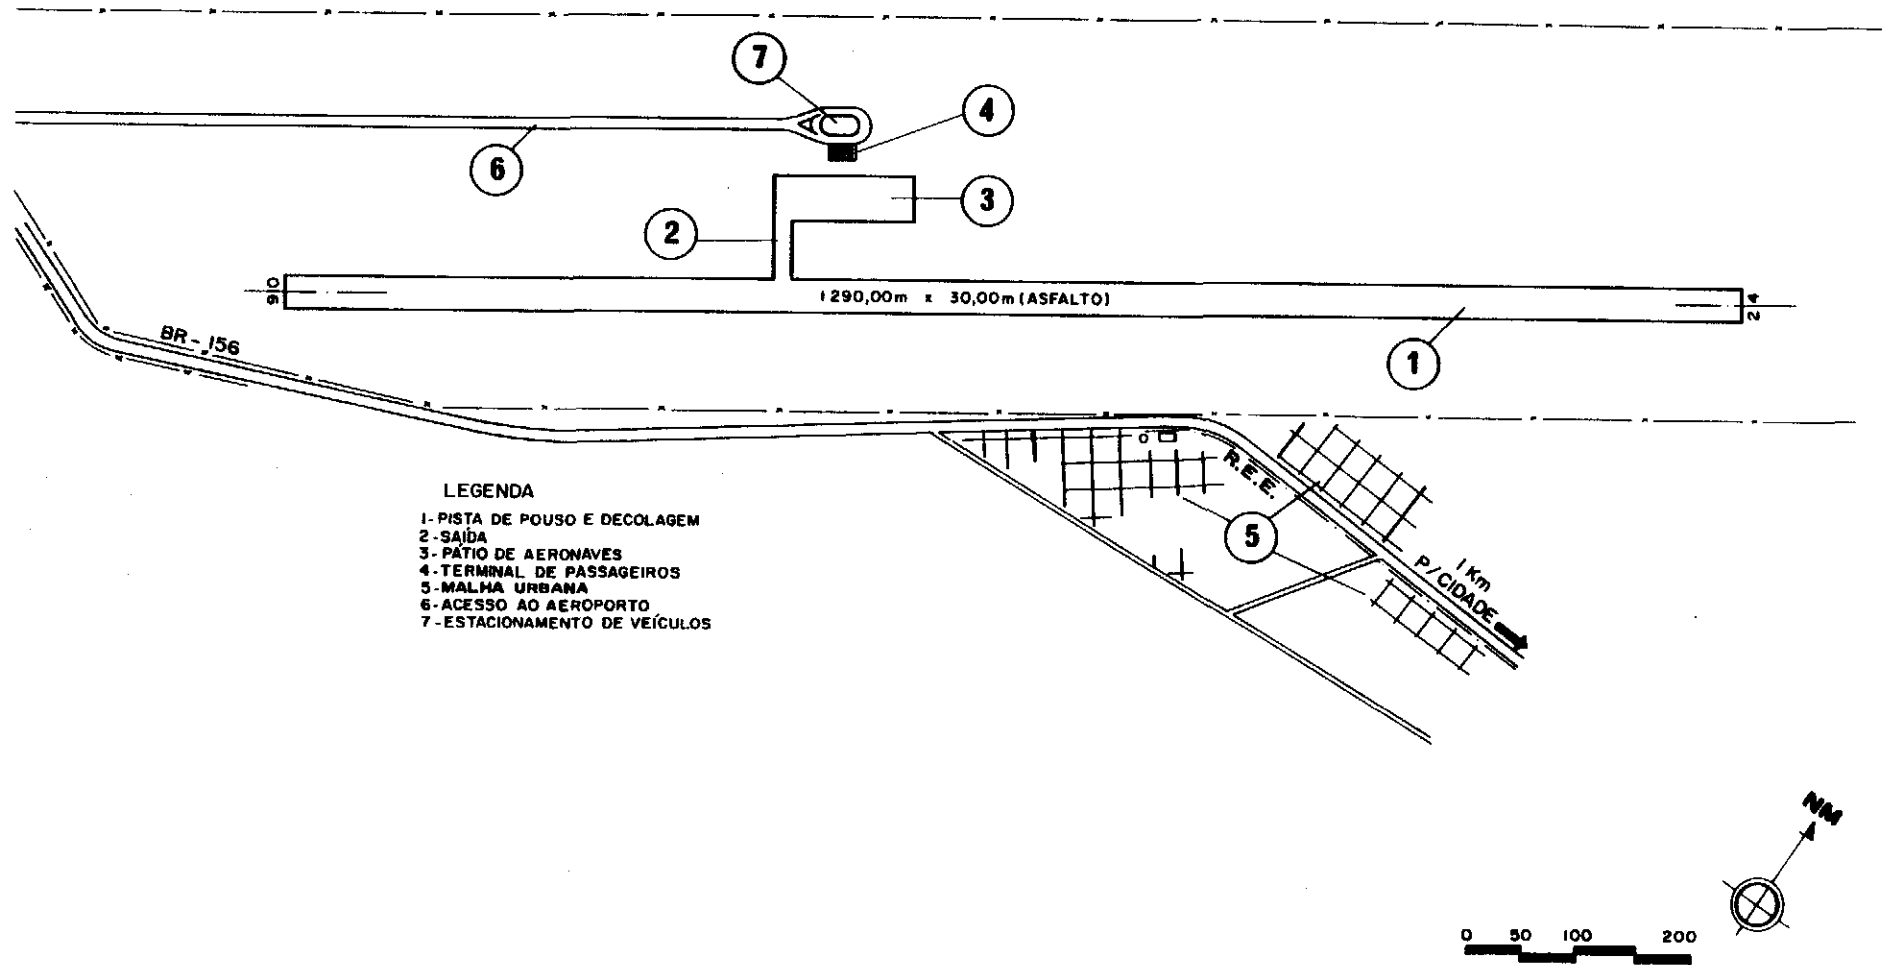 7
4
6
3
2
06
1290,00m x 30,00m (ASFALTO)
24
1
BR-156
R.E.E.
5
1 Km
P/CIDADE
LEGENDA
1-PISTA DE POUSO E DECOLAGEM
2-SAÍDA
3-PÁTIO DE AERONAVES
4-TERMINAL DE PASSAGEIROS
5-MALHA URBANA
6-ACESSO AO AEROPORTO
7-ESTACIONAMENTO DE VEÍCULOS
NM
0 50 100 200